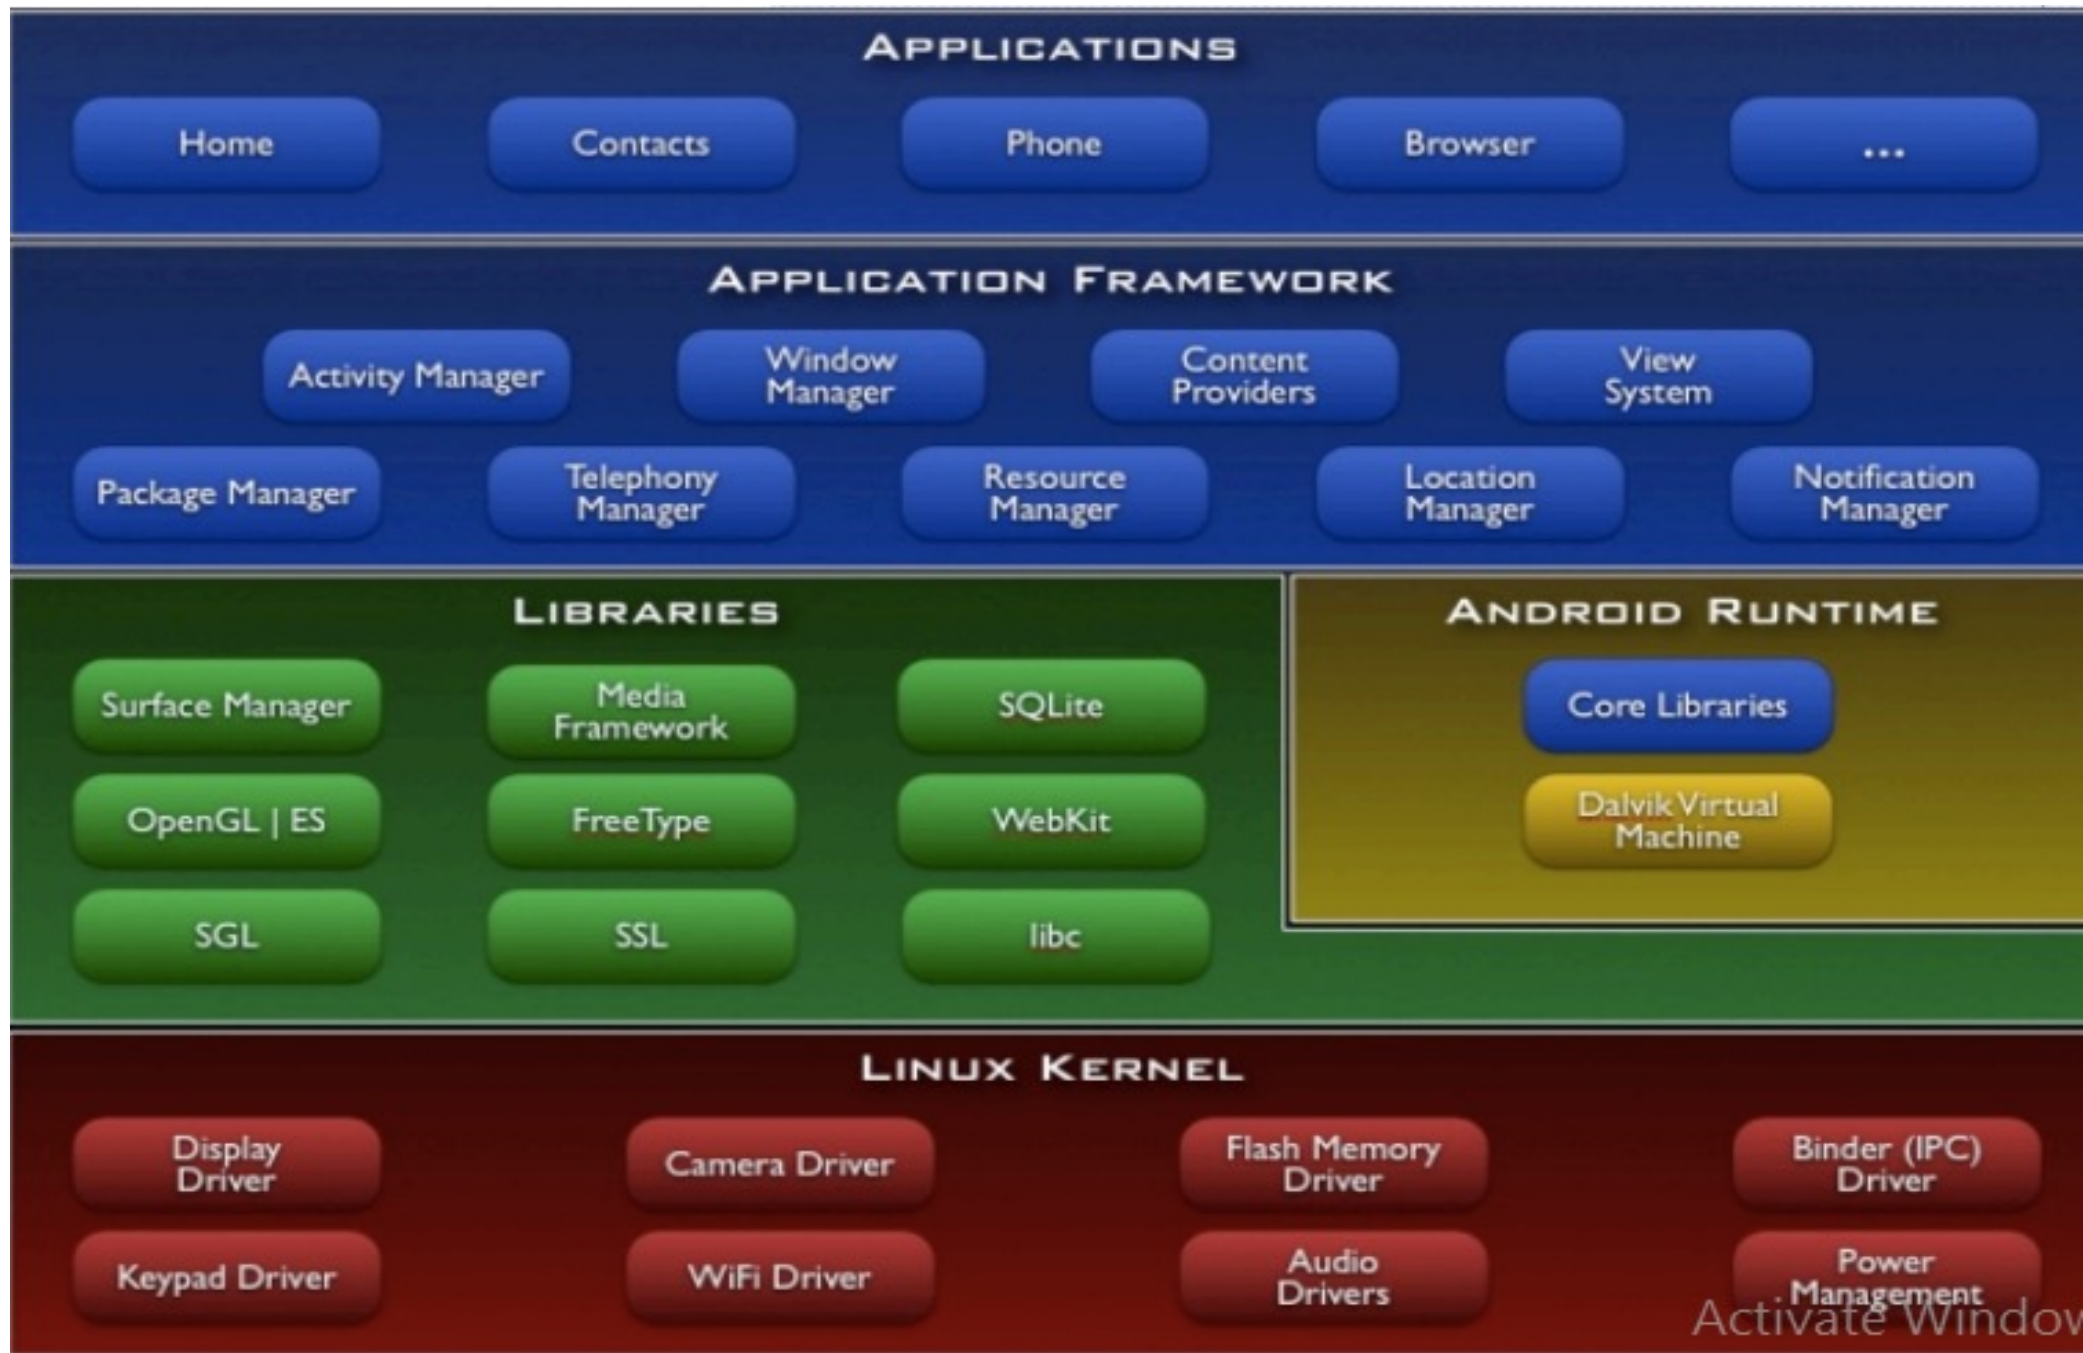 APPLICATIONS
Home
Contacts
Phone
Browser
...
APPLICATION FRAMEWORK
Activity Manager
Window
Manager
Content
Providers
View
System
Package Manager
Telephony
Manager
Resource
Manager
Location
Manager
Notification
Manager
LIBRARIES
Surface Manager
Media
Framework
SQLite
OpenGL | ES
FreeType
WebKit
SGL
SSL
libc
ANDROID RUNTIME
Core Libraries
Dalvik Virtual
Machine
LINUX KERNEL
Display
Driver
Camera Driver
Flash Memory
Driver
Binder (IPC)
Driver
Keypad Driver
WiFi Driver
Audio
Drivers
Power
Management
Activate Window